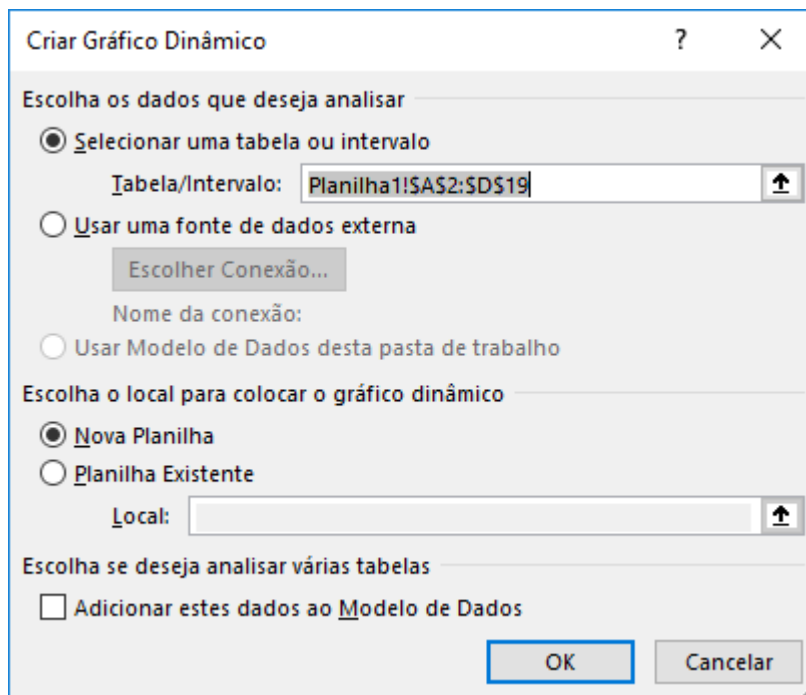 Criar Gráfico Dinâmico ?
Escolha os dados que deseja analisar
Selecionar uma tabela ou intervalo
Tabela/Intervalo: Planilha1!$A$2:$D$19
Usar uma fonte de dados externa
Escolher Conexão...
Nome da conexão:
Usar Modelo de Dados desta pasta de trabalho
Escolha o local para colocar o gráfico dinâmico
Nova Planilha
Planilha Existente
Local:
Escolha se deseja analisar várias tabelas
Adicionar estes dados ao Modelo de Dados
OK Cancelar